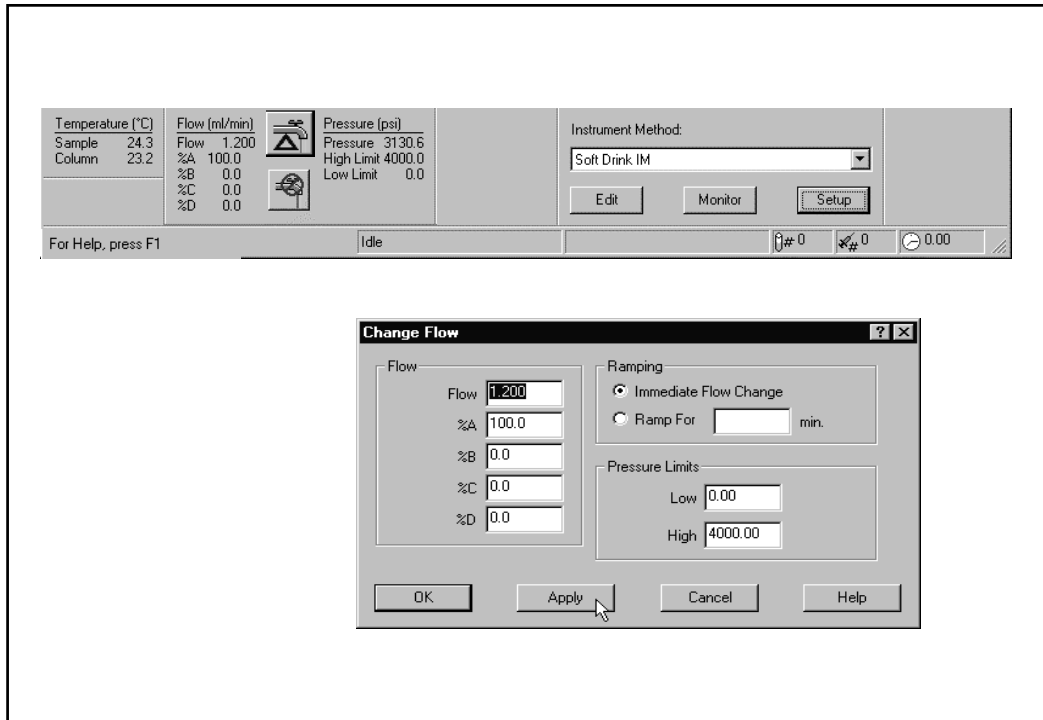 Temperature (°C)
Sample 24.3
Column 23.2
Flow (ml/min)
Flow 1.200
%A 100.0
%B 0.0
%C 0.0
%D 0.0
Pressure (psi)
Pressure 3130.6
High Limit 4000.0
Low Limit 0.0
Instrument Method:
Soft Drink IM
Edit Monitor Setup
For Help, press F1 Idle # 0 # 0 0.00
Change Flow ?
Flow
Flow 1.200
%A 100.0
%B 0.0
%C 0.0
%D 0.0
Ramping
Immediate Flow Change
Ramp For min.
Pressure Limits
Low 0.00
High 4000.00
OK Apply Cancel Help